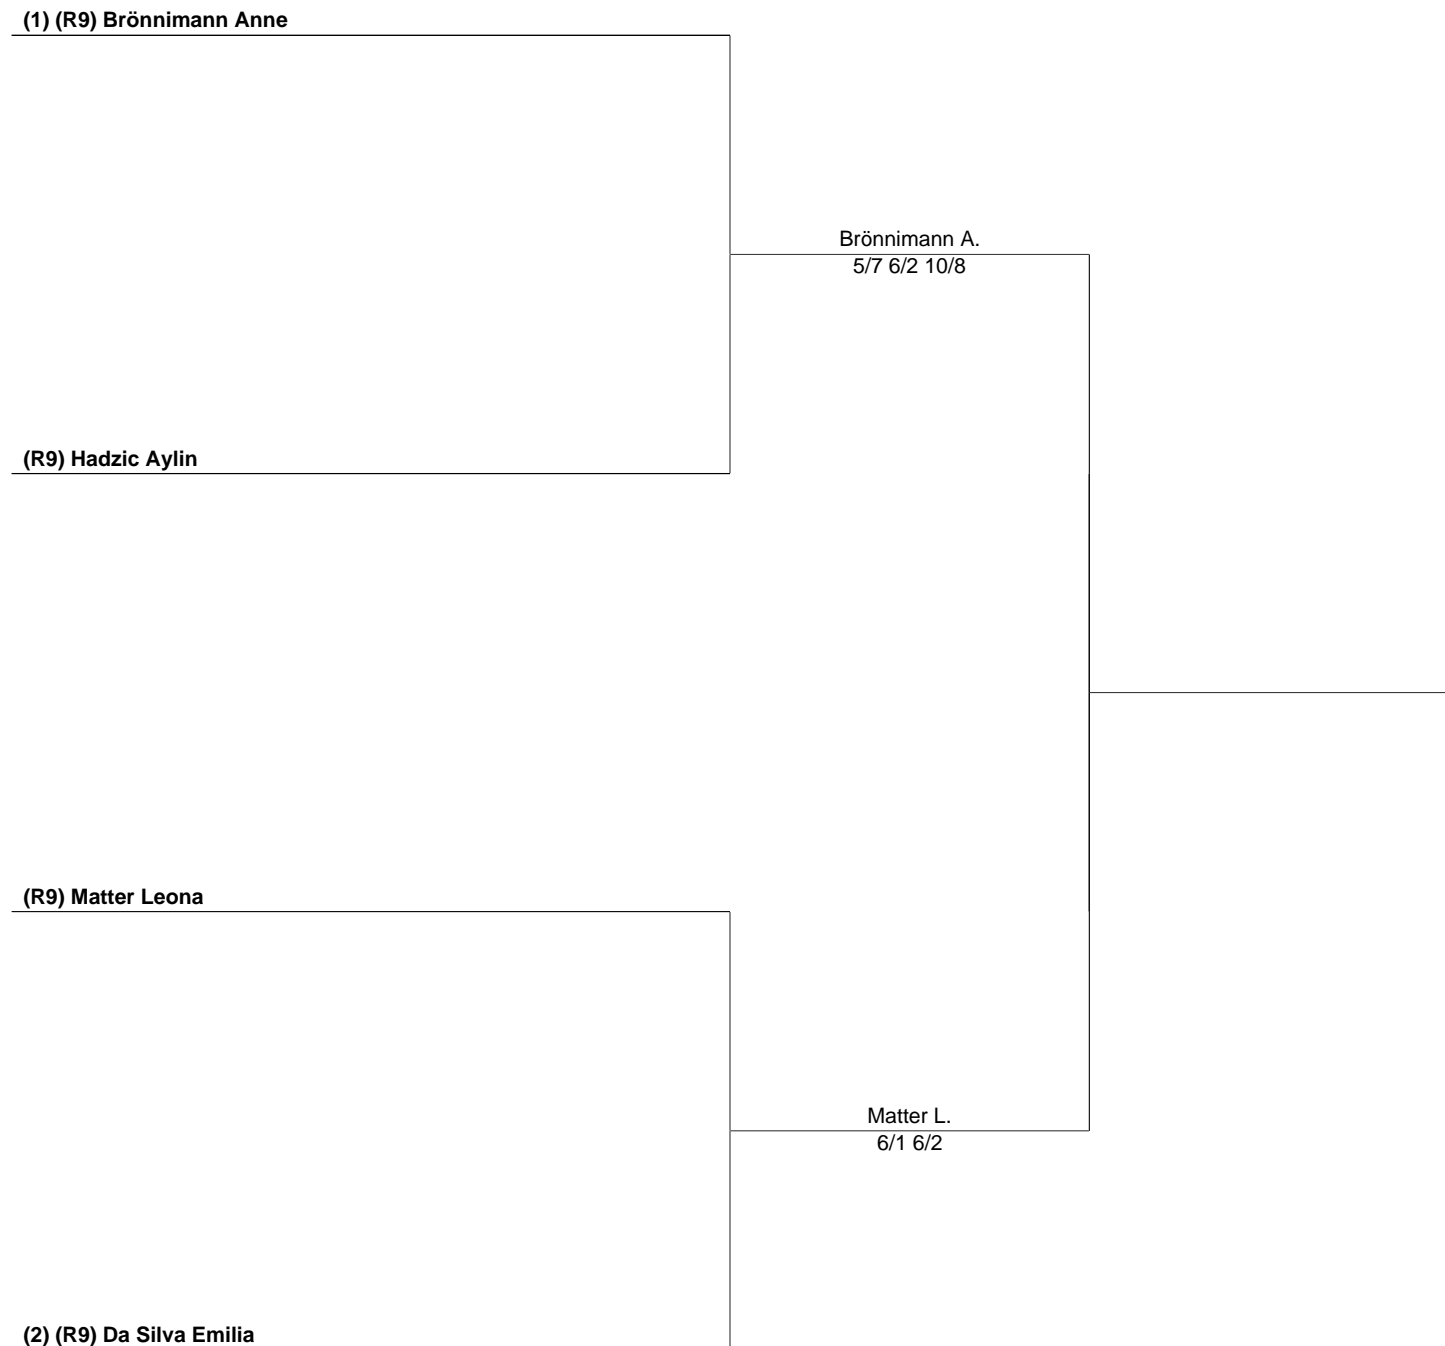 (1) (R9) Brönnimann Anne
Brönnimann A.
5/7 6/2 10/8
(R9) Hadzic Aylin
(R9) Matter Leona
Matter L.
6/1 6/2
(2) (R9) Da Silva Emilia